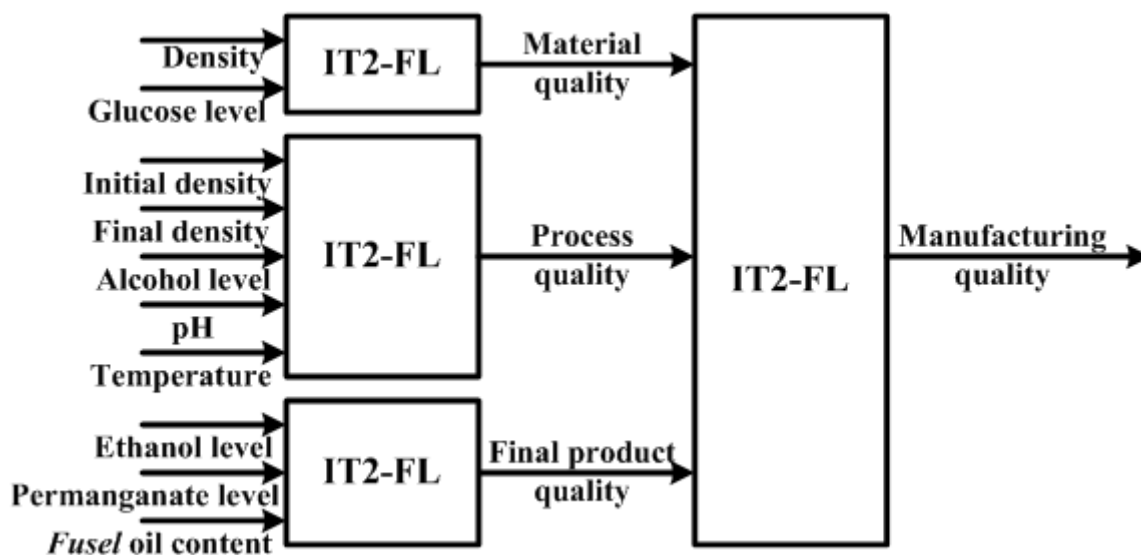 Density
Glucose level
IT2-FL
Material
quality
Initial density
Final density
Alcohol level
pH
Temperature
IT2-FL
Process
quality
Ethanol level
Permanganate level
Fusel oil content
IT2-FL
Final product
quality
IT2-FL
Manufacturing
quality